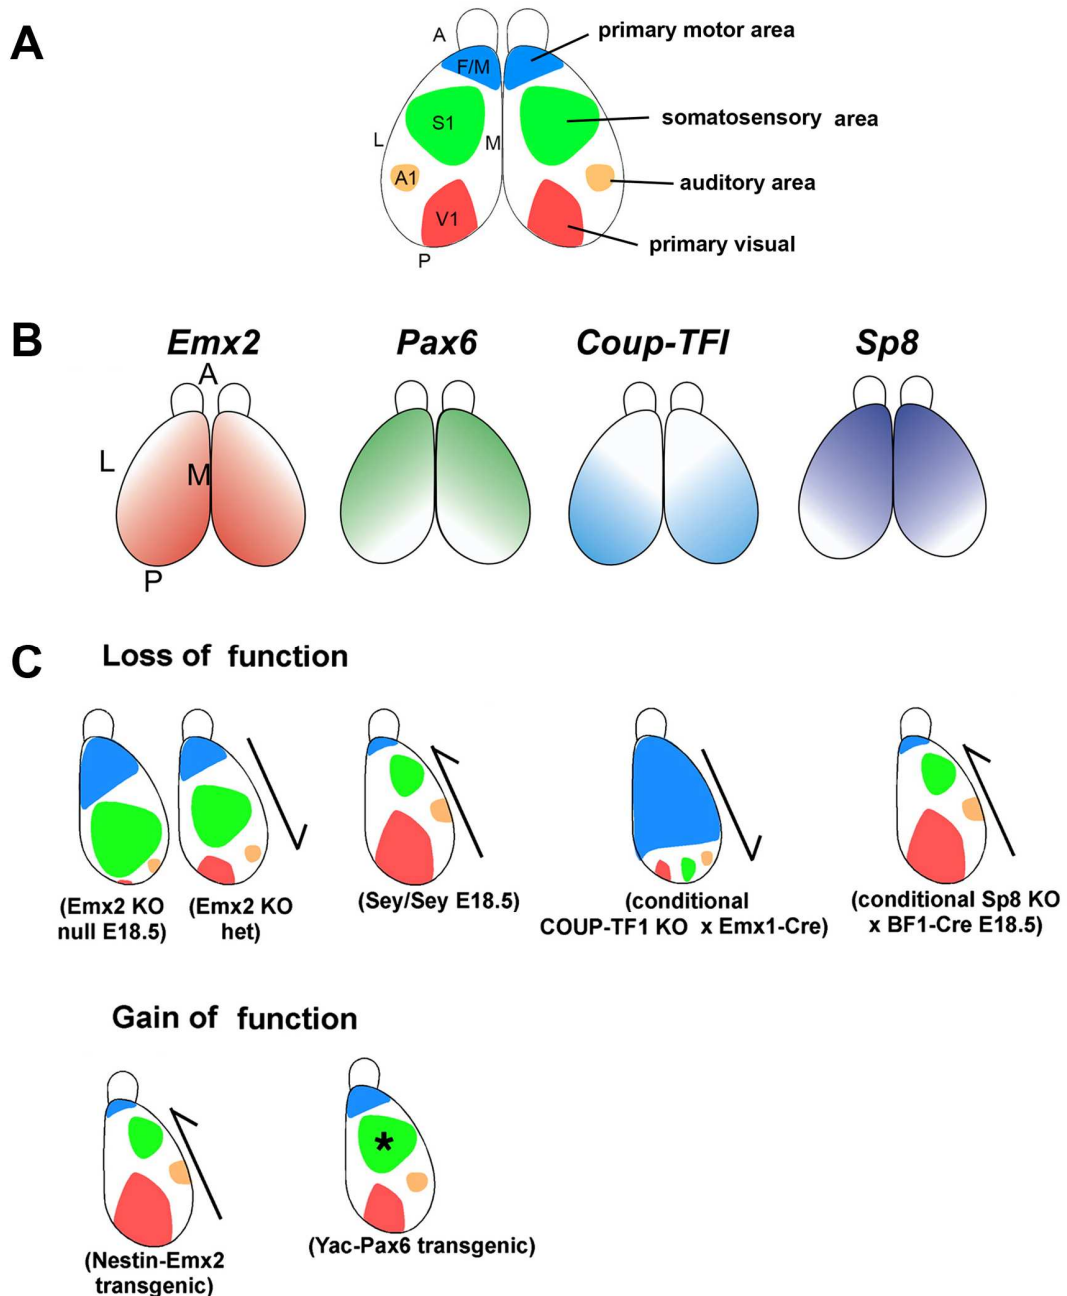 A
A
primary motor area
F/M
somatosensory area
S1
L
M
auditory area
A1
V1
primary visual
P
B
Emx2
Pax6
Coup-TFI
Sp8
A
L
M
P
C
Loss of function
(Emx2 KO
null E18.5)
(Emx2 KO
het)
(Sey/Sey E18.5)
(conditional
COUP-TF1 KO x Emx1-Cre)
(conditional Sp8 KO
x BF1-Cre E18.5)
Gain of function
*
(Nestin-Emx2
transgenic)
(Yac-Pax6 transgenic)